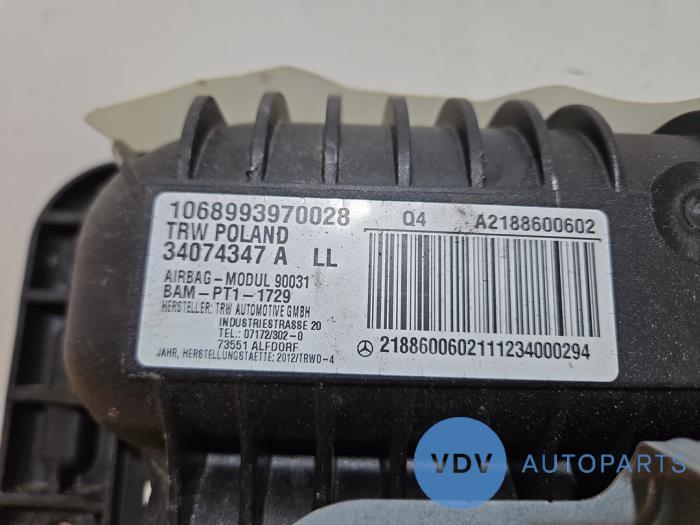 1068993970028 Q4 A2188600602
TRW POLAND
34074347 A LL
AIRBAG-MODUL 90031
BAM-PT1-1729
HERSTELLER: TRW AUTOMOTIVE GMBH
INDUSTRIESTRASSE 20
TEL.: 07172/302-0
73551 ALFDORF
JAHR, HERSTELLUNGSTAETTE: 2012/TRW0-4
2188600602111234000294
VDV AUTOPARTS